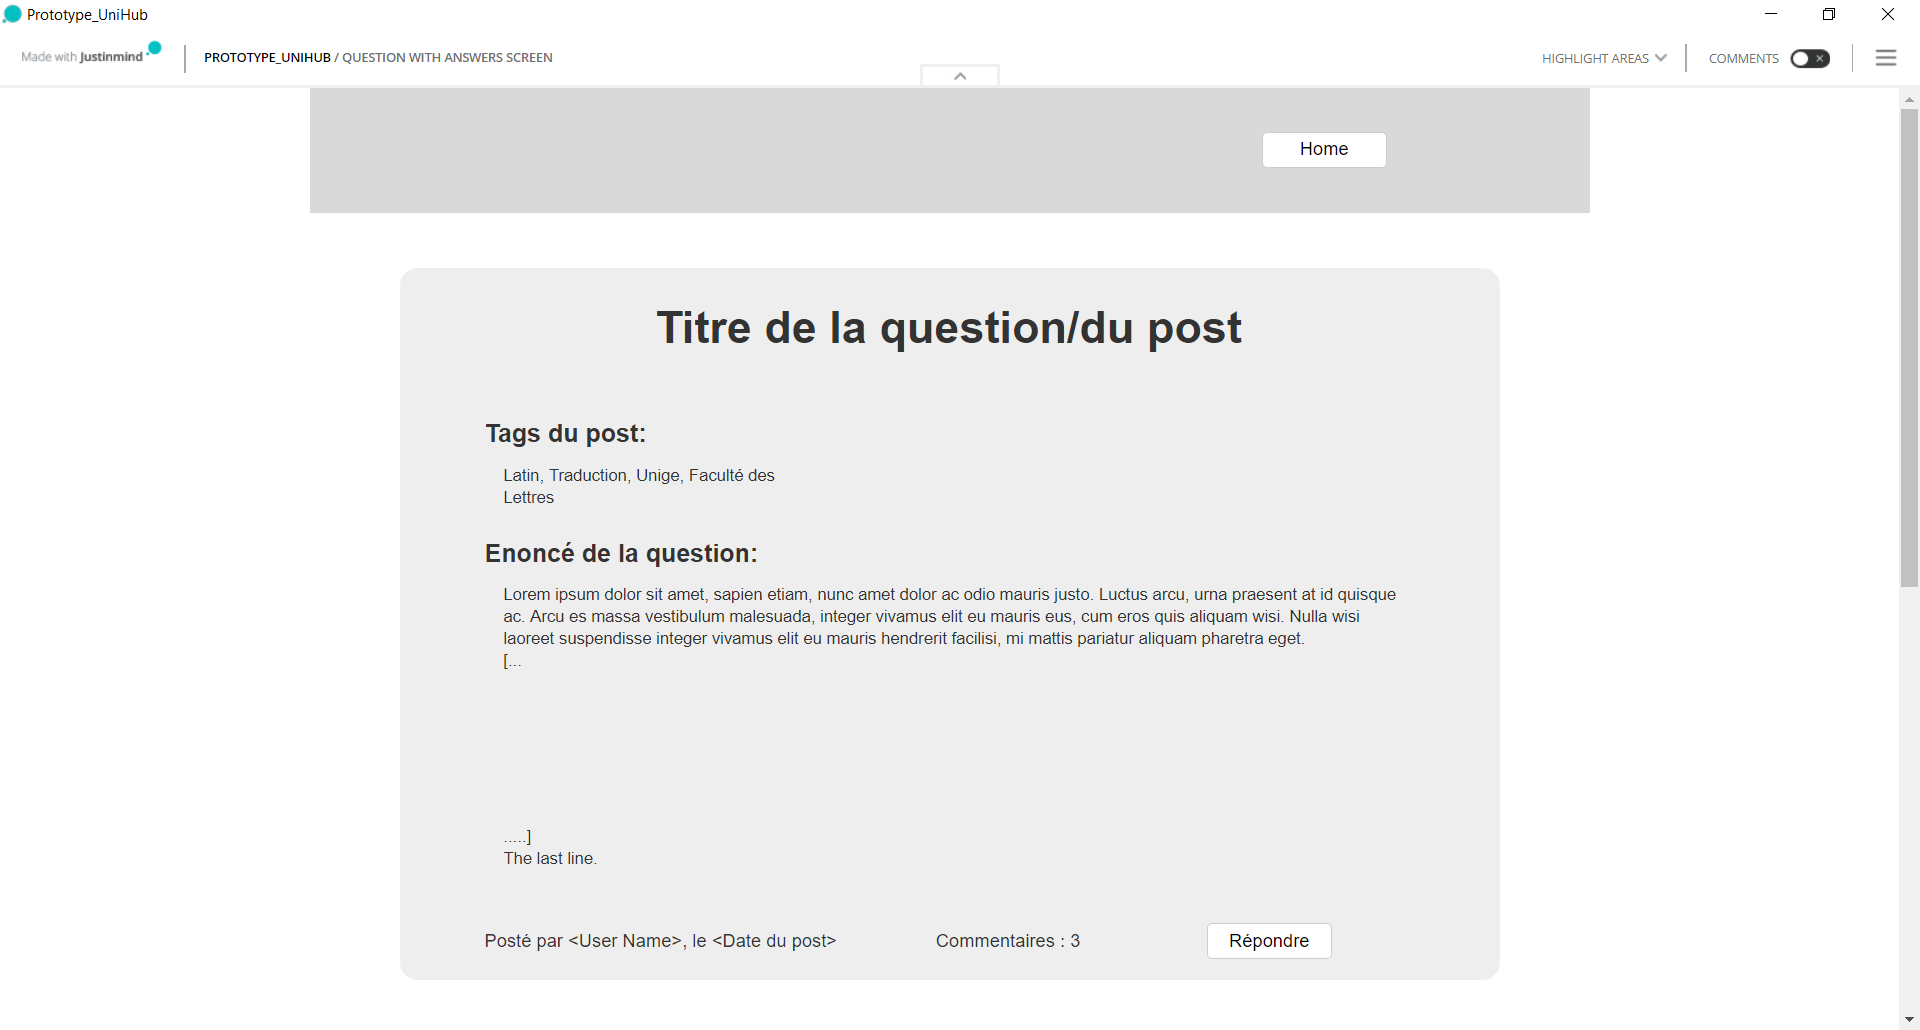 Prototype_UniHub
Made with Justinmind
PROTOTYPE_UNIHUB / QUESTION WITH ANSWERS SCREEN
HIGHLIGHT AREAS
COMMENTS
Home
Titre de la question/du post
Tags du post:
Latin, Traduction, Unige, Faculté des
Lettres
Enoncé de la question:
Lorem ipsum dolor sit amet, sapien etiam, nunc amet dolor ac odio mauris justo. Luctus arcu, urna praesent at id quisque
ac. Arcu es massa vestibulum malesuada, integer vivamus elit eu mauris eus, cum eros quis aliquam wisi. Nulla wisi
laoreet suspendisse integer vivamus elit eu mauris hendrerit facilisi, mi mattis pariatur aliquam pharetra eget.
[...
.....]
The last line.
Posté par <User Name>, le <Date du post>
Commentaires : 3
Répondre